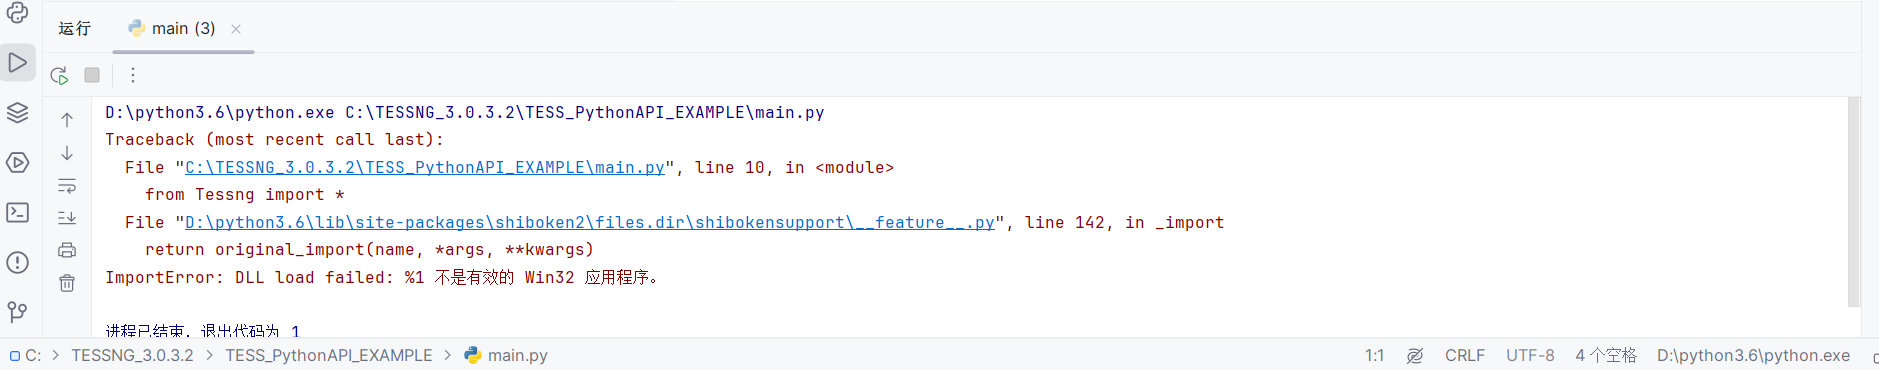 运行
main (3)
D:\python3.6\python.exe C:\TESSNG_3.0.3.2\TESS_PythonAPI_EXAMPLE\main.py
Traceback (most recent call last):
  File "C:\TESSNG_3.0.3.2\TESS_PythonAPI_EXAMPLE\main.py", line 10, in <module>
    from Tessng import *
  File "D:\python3.6\lib\site-packages\shiboken2\files.dir\shibokensupport\__feature__.py", line 142, in _import
    return original_import(name, *args, **kwargs)
ImportError: DLL load failed: %1 不是有效的 Win32 应用程序。
进程已结束，退出代码为 1
C: > TESSNG_3.0.3.2 > TESS_PythonAPI_EXAMPLE > main.py
1:1 CRLF UTF-8 4 个空格 D:\python3.6\python.exe